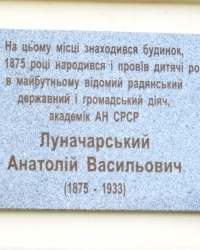 На цьому місці знаходився будинок,
1875 році народився і провів дитячі ро
в майбутньому відомий радянський
державний і громадський діяч,
академік АН СРСР
Луначарський
Анатолій Васильович
(1875 - 1933)